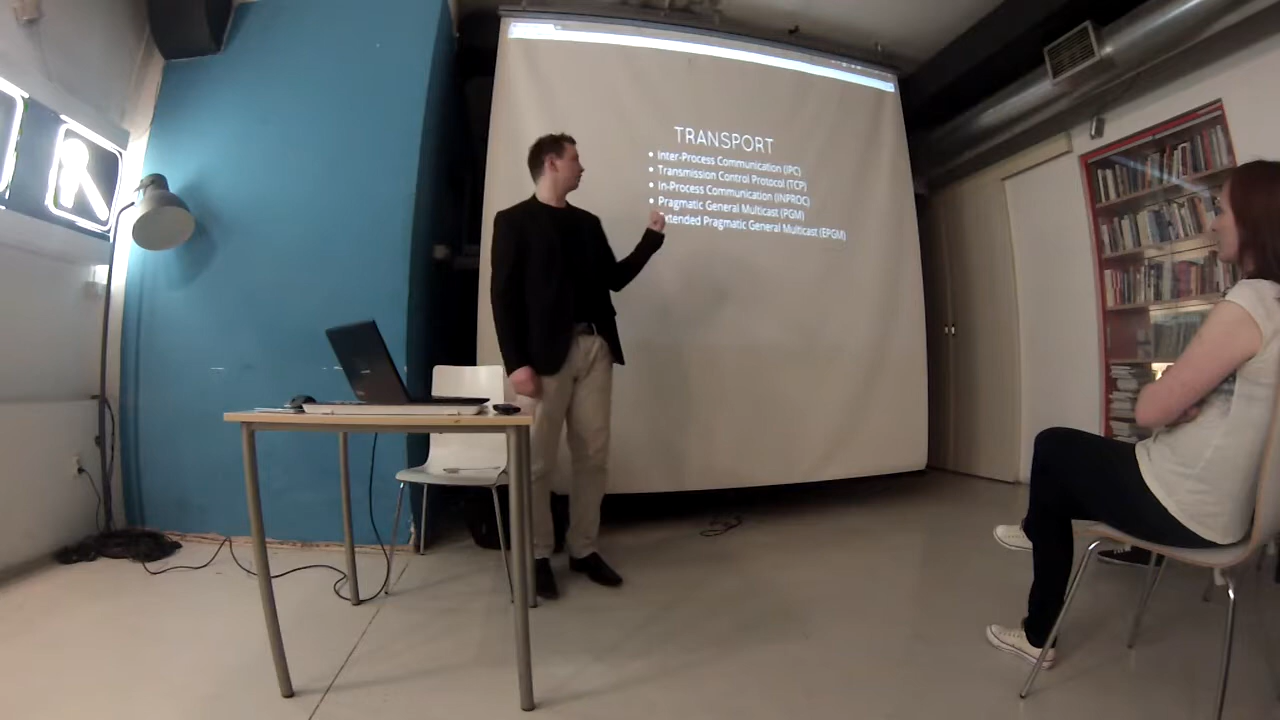 TRANSPORT
• Inter-Process Communication (IPC)
• Transmission Control Protocol (TCP)
• In-Process Communication (INPROC)
• Pragmatic General Multicast (PGM)
Extended Pragmatic General Multicast (EPGM)
R